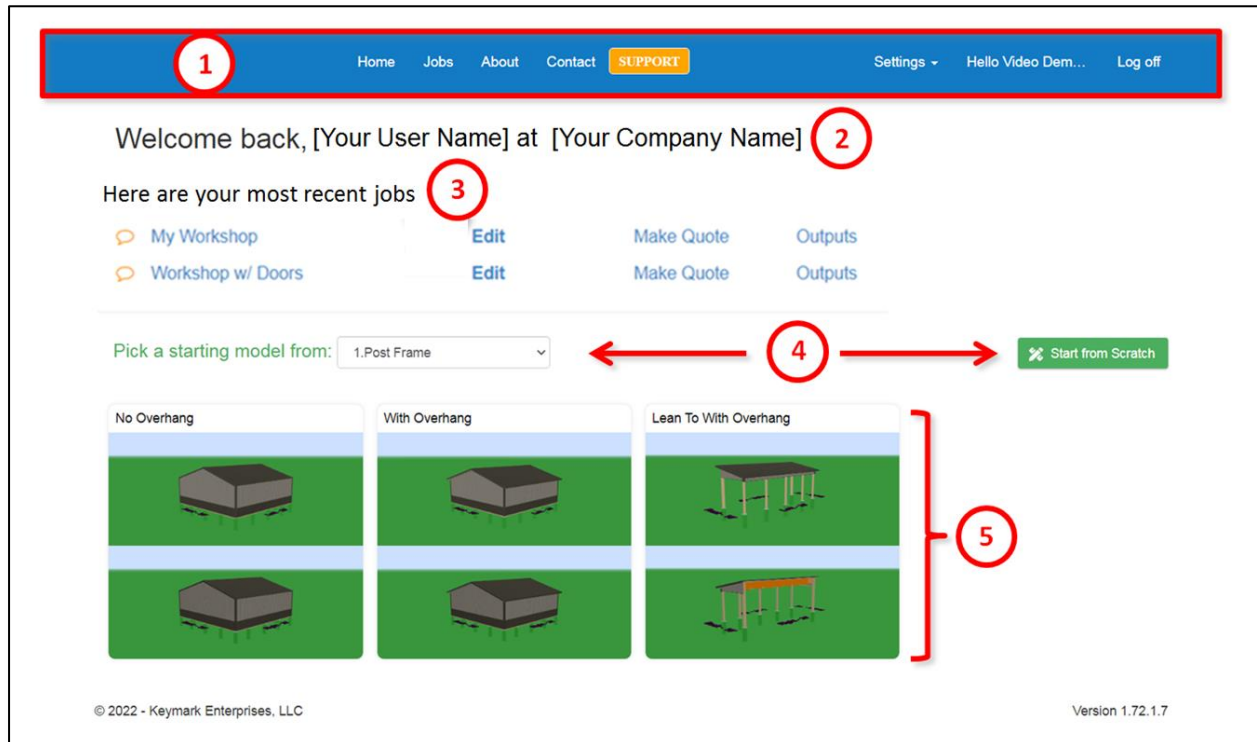 1 Home Jobs About Contact SUPPORT Settings Hello Video Dem... Log off
Welcome back, [Your User Name] at [Your Company Name] 2
Here are your most recent jobs 3
My Workshop Edit Make Quote Outputs
Workshop w/ Doors Edit Make Quote Outputs
Pick a starting model from: 1.Post Frame 4 Start from Scratch
No Overhang With Overhang Lean To With Overhang
5
© 2022 - Keymark Enterprises, LLC Version 1.72.1.7